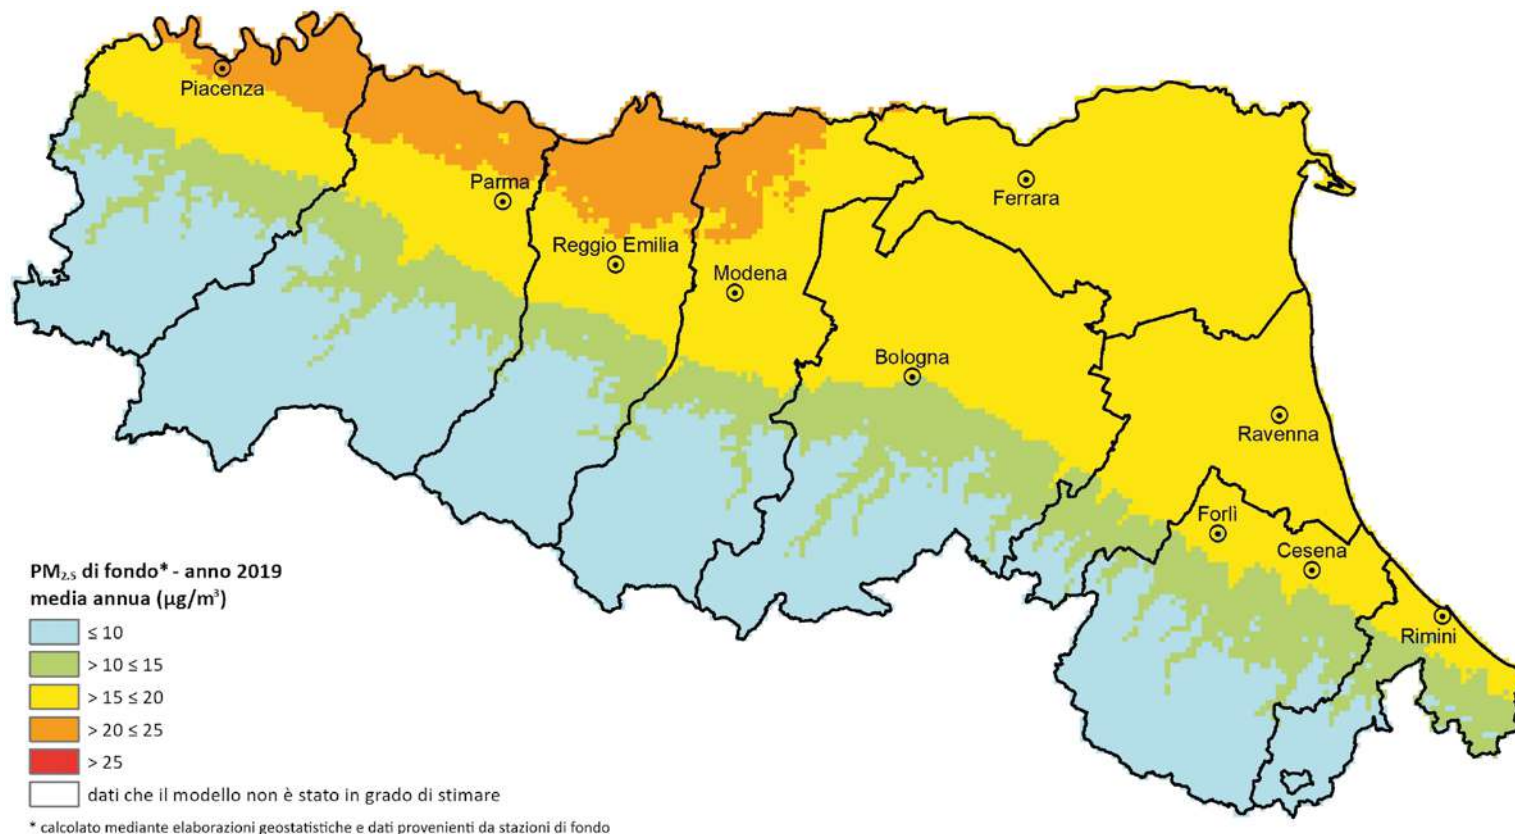 Piacenza
Parma
Ferrara
Reggio Emilia
Modena
Bologna
Ravenna
Forlì
Cesena
Rimini
PM₂.₅ di fondo* - anno 2019
media annua (µg/m³)
≤ 10
> 10 ≤ 15
> 15 ≤ 20
> 20 ≤ 25
> 25
dati che il modello non è stato in grado di stimare
* calcolato mediante elaborazioni geostatistiche e dati provenienti da stazioni di fondo